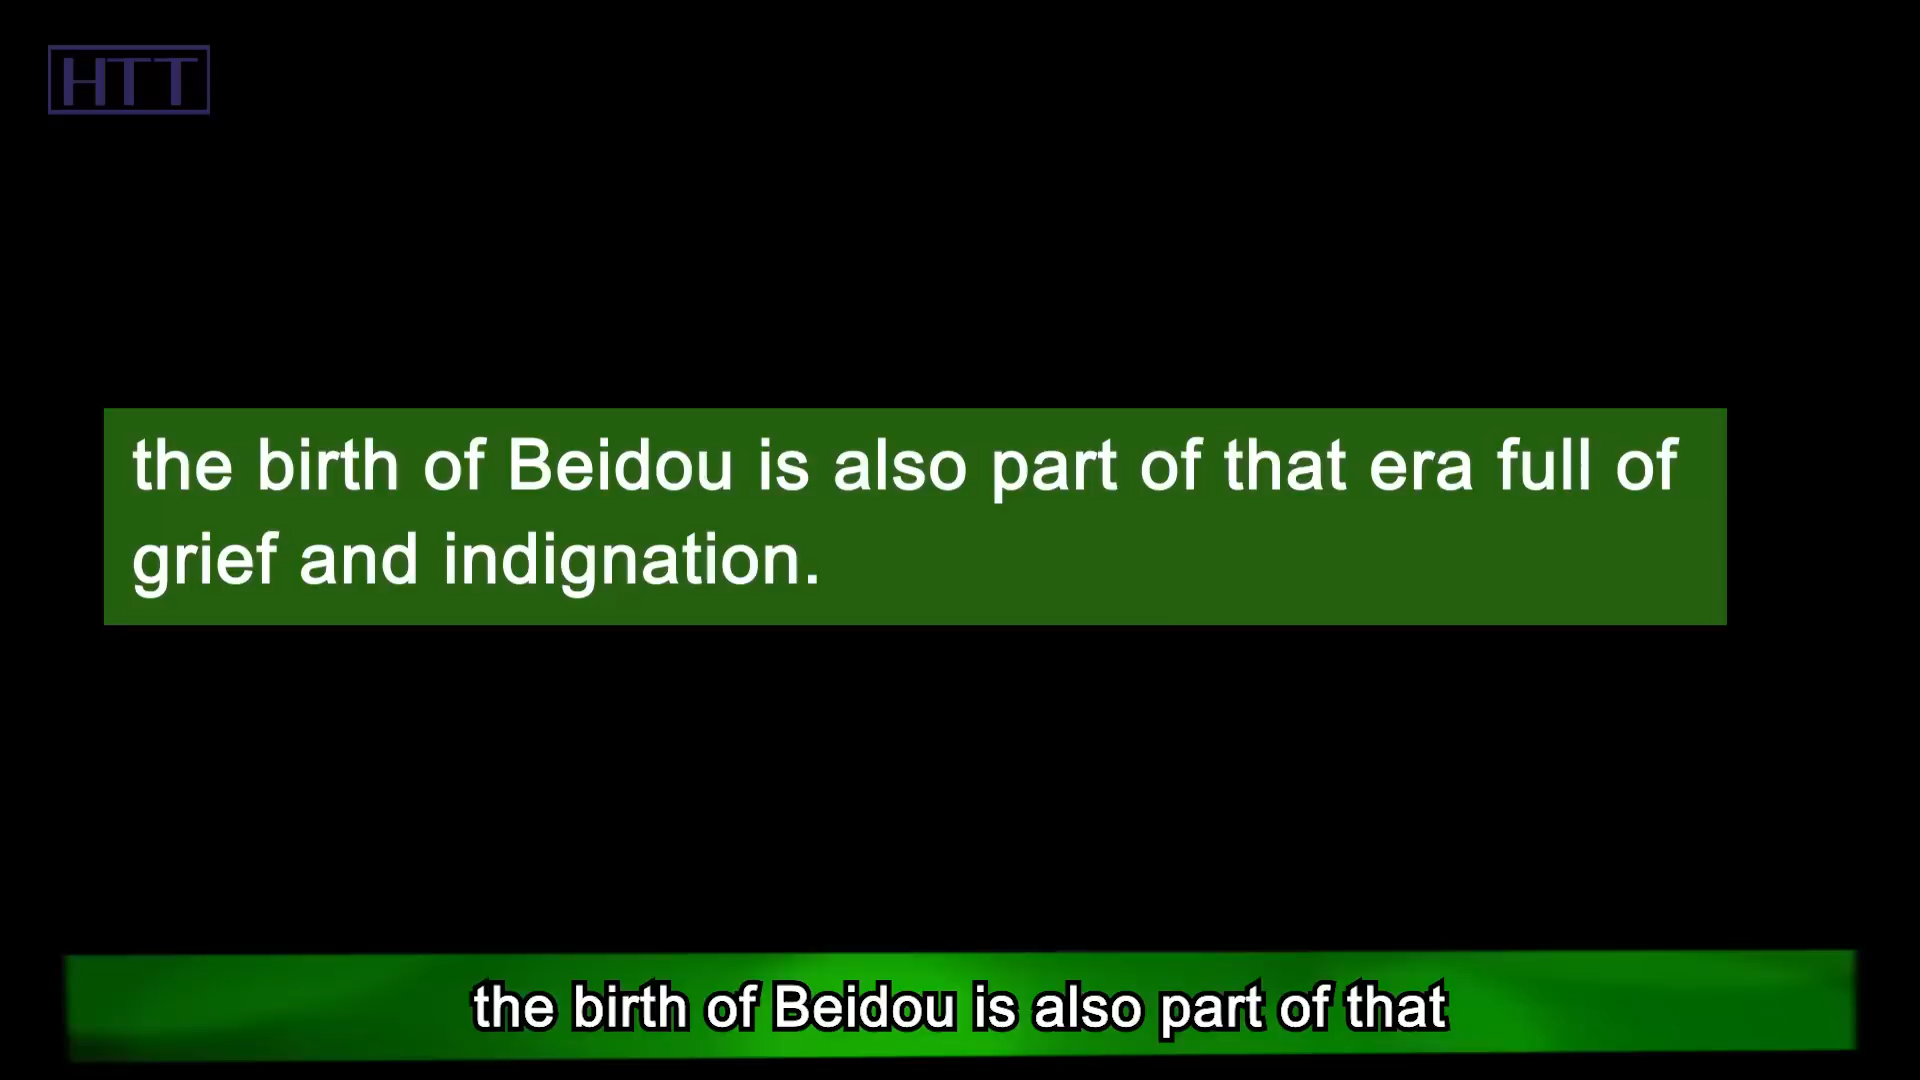 HTT
the birth of Beidou is also part of that era full of
grief and indignation.
the birth of Beidou is also part of that